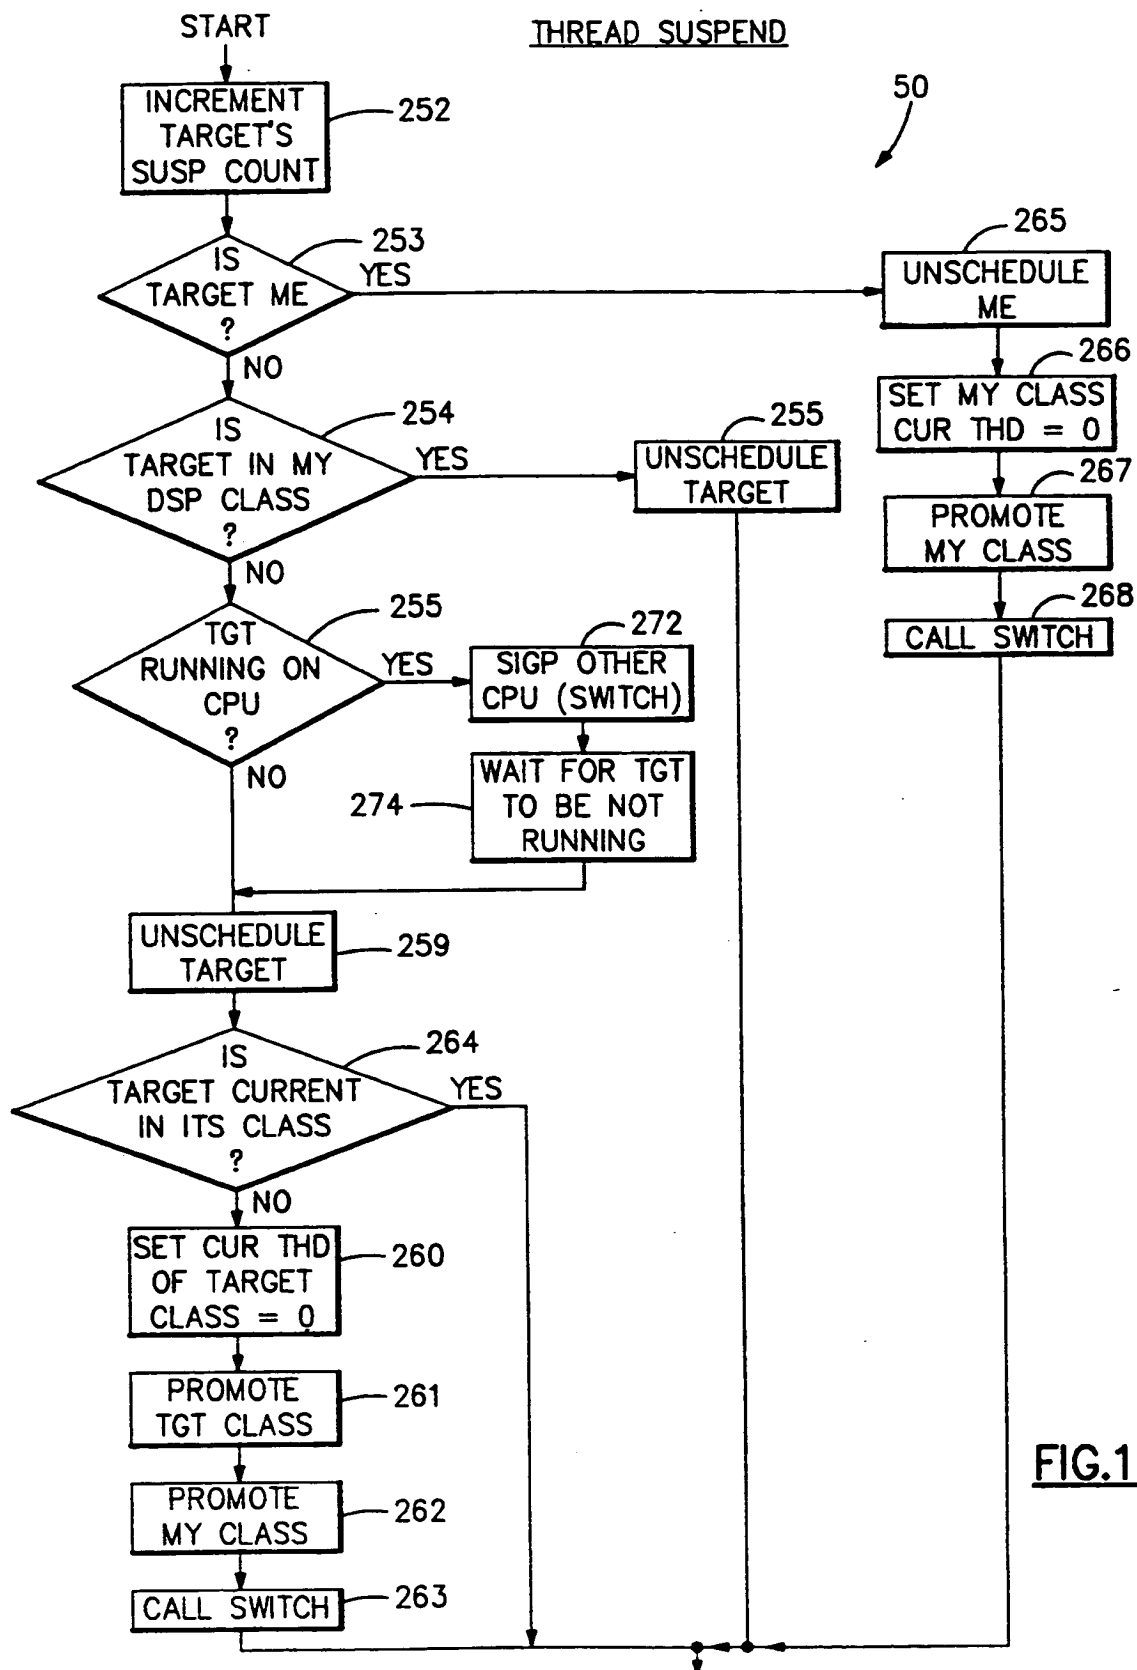 START
THREAD SUSPEND
50
INCREMENT
TARGET'S
SUSP COUNT
252
IS
TARGET ME
?
253
YES
NO
265
UNSCHEDULE
ME
266
SET MY CLASS
CUR THD = 0
267
PROMOTE
MY CLASS
268
CALL SWITCH
IS
TARGET IN MY
DSP CLASS
?
254
YES
NO
255
UNSCHEDULE
TARGET
TGT
RUNNING ON
CPU
?
255
YES
NO
272
SIGP OTHER
CPU (SWITCH)
WAIT FOR TGT
TO BE NOT
RUNNING
274
UNSCHEDULE
TARGET
259
IS
TARGET CURRENT
IN ITS CLASS
?
264
YES
NO
SET CUR THD
OF TARGET
CLASS = 0
260
PROMOTE
TGT CLASS
261
PROMOTE
MY CLASS
262
CALL SWITCH
263
FIG.1